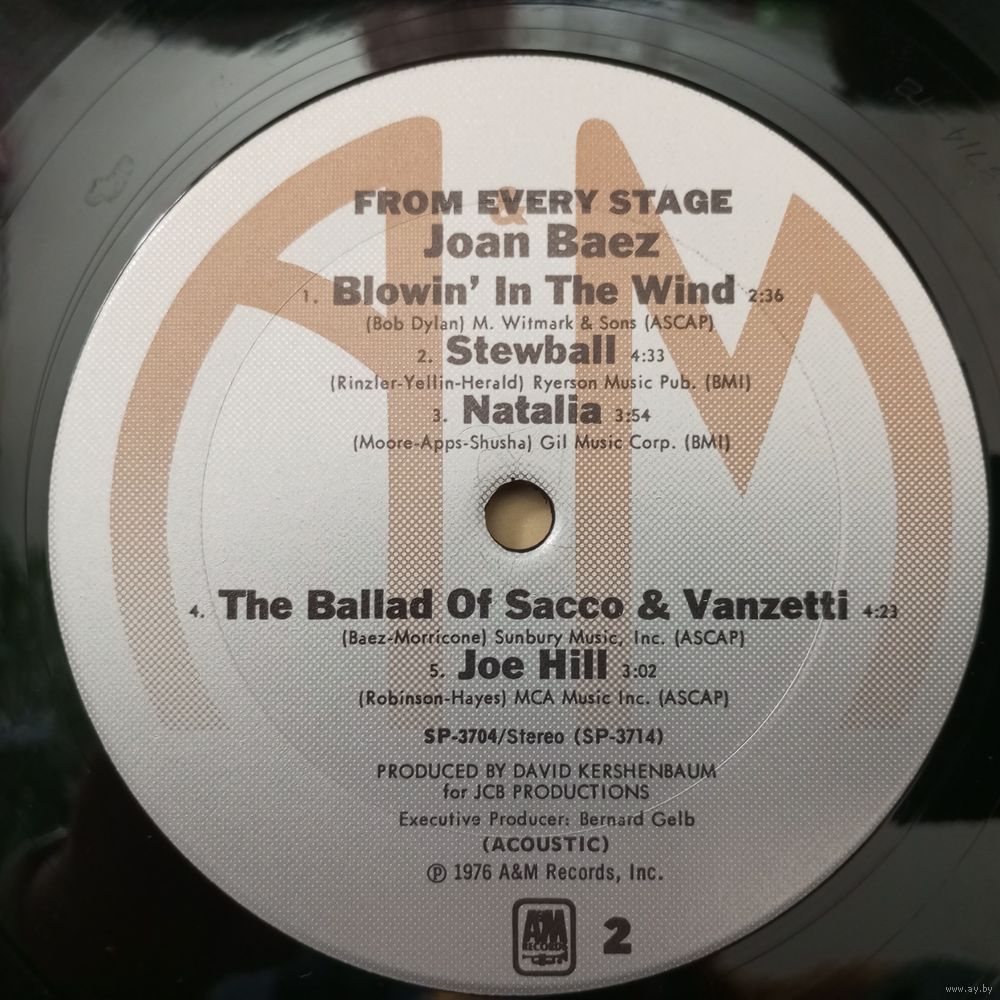 FROM EVERY STAGE
&
Joan Baez
1. Blowin' In The Wind 2:36
(Bob Dylan) M. Witmark & Sons (ASCAP)
2. Stewball 4:33
(Rinzler-Yellin-Herald) Ryerson Music Pub. (BMI)
3. Natalia 3:54
(Moore-Apps-Shusha) Gil Music Corp. (BMI)
4. The Ballad Of Sacco & Vanzetti 4:23
(Baez-Morricone) Sunbury Music, Inc. (ASCAP)
5. Joe Hill 3:02
(Robinson-Hayes) MCA Music Inc. (ASCAP)
SP-3704/Stereo (SP-3714)
PRODUCED BY DAVID KERSHENBAUM
for JCB PRODUCTIONS
Executive Producer: Bernard Gelb
(ACOUSTIC)
℗ 1976 A&M Records, Inc.
A&M
RECORDS
2
www.ay.by